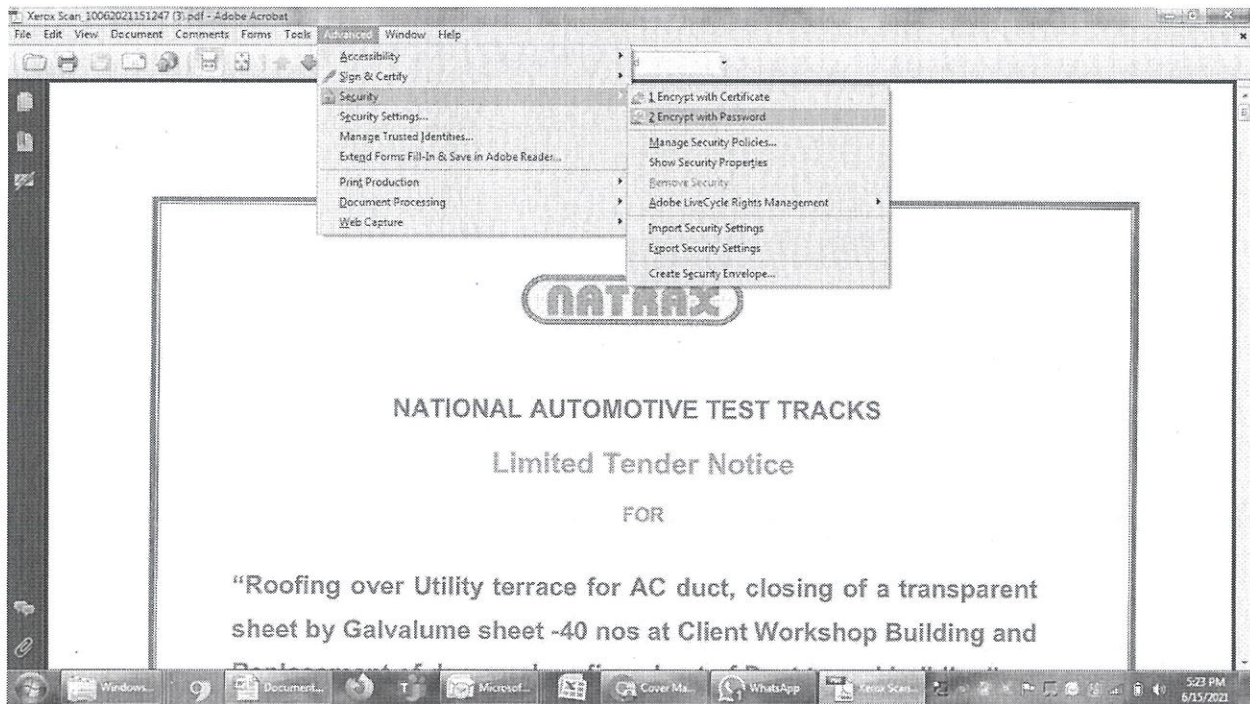 Xerox Scan_10062021151247 (3).pdf - Adobe Acrobat
File Edit View Document Comments Forms Tools Advanced Window Help
Accessibility
Sign & Certify
Security
Security Settings...
Manage Trusted Identities...
Extend Forms Fill-In & Save in Adobe Reader...
Print Production
Document Processing
Web Capture
1 Encrypt with Certificate
2 Encrypt with Password
Manage Security Policies...
Show Security Properties
Remove Security
Adobe LiveCycle Rights Management
Import Security Settings
Export Security Settings
Create Security Envelope...
NATRAX
NATIONAL AUTOMOTIVE TEST TRACKS
Limited Tender Notice
FOR
“Roofing over Utility terrace for AC duct, closing of a transparent
sheet by Galvalume sheet -40 nos at Client Workshop Building and
Windows... Document... Microsof... Cover Ma... WhatsApp Xerox Scan...
5:23 PM
6/15/2021